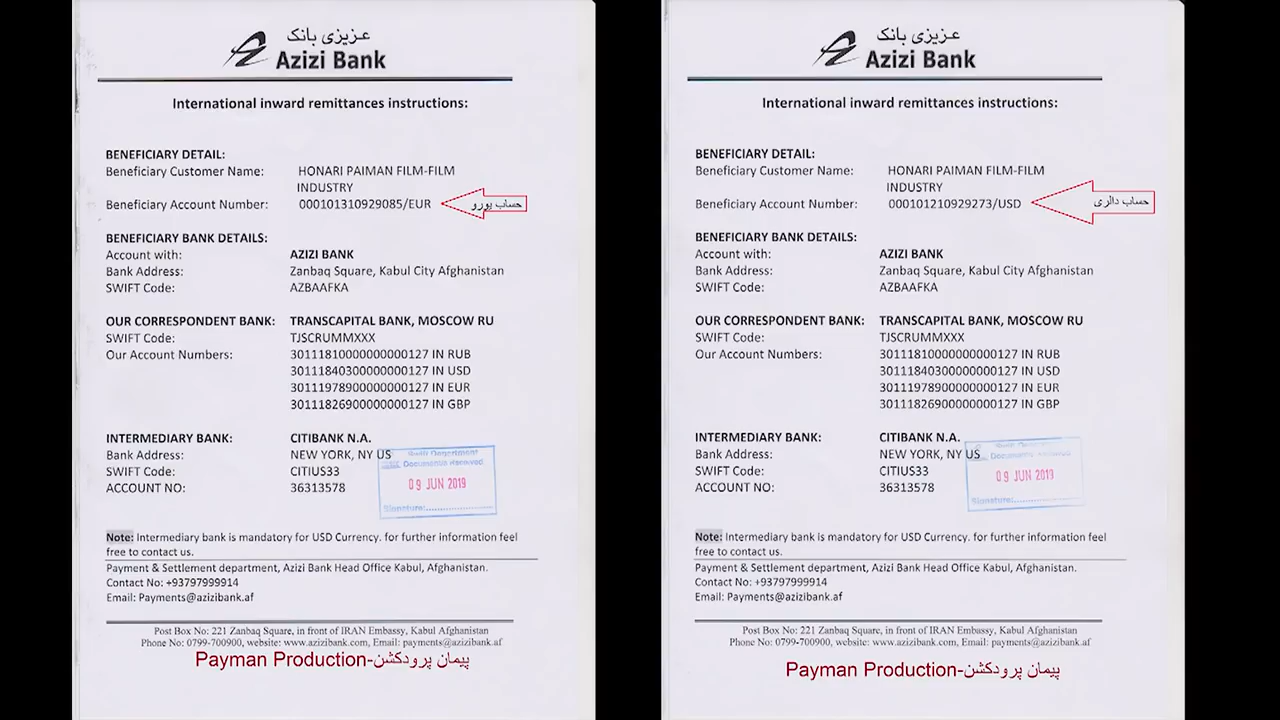 عزیزی بانک
Azizi Bank
International inward remittances instructions:
BENEFICIARY DETAIL:
Beneficiary Customer Name: HONARI PAIMAN FILM-FILM
INDUSTRY
Beneficiary Account Number: 000101310929085/EUR
حساب یورو
BENEFICIARY BANK DETAILS:
Account with: AZIZI BANK
Bank Address: Zanbaq Square, Kabul City Afghanistan
SWIFT Code: AZBAAFKA
OUR CORRESPONDENT BANK: TRANSCAPITAL BANK, MOSCOW RU
SWIFT Code: TJSCRUMMXXX
Our Account Numbers: 30111810000000000127 IN RUB
30111840300000000127 IN USD
30111978900000000127 IN EUR
30111826900000000127 IN GBP
INTERMEDIARY BANK: CITIBANK N.A.
Bank Address: NEW YORK, NY US
SWIFT Code: CITIUS33
ACCOUNT NO: 36313578
Swift Department
Documents Received
09 JUN 2019
Signature:
Note: Intermediary bank is mandatory for USD Currency. for further information feel
free to contact us.
Payment & Settlement department, Azizi Bank Head Office Kabul, Afghanistan.
Contact No: +93797999914
Email: Payments@azizibank.af
Post Box No: 221 Zanbaq Square, in front of IRAN Embassy, Kabul Afghanistan
Phone No: 0799-700900, website: www.azizibank.com, Email: payments@azizibank.af
Payman Production-پیمان پرودکشن
عزیزی بانک
Azizi Bank
International inward remittances instructions:
BENEFICIARY DETAIL:
Beneficiary Customer Name: HONARI PAIMAN FILM-FILM
INDUSTRY
Beneficiary Account Number: 000101210929273/USD
حساب دالری
BENEFICIARY BANK DETAILS:
Account with: AZIZI BANK
Bank Address: Zanbaq Square, Kabul City Afghanistan
SWIFT Code: AZBAAFKA
OUR CORRESPONDENT BANK: TRANSCAPITAL BANK, MOSCOW RU
SWIFT Code: TJSCRUMMXXX
Our Account Numbers: 30111810000000000127 IN RUB
30111840300000000127 IN USD
30111978900000000127 IN EUR
30111826900000000127 IN GBP
INTERMEDIARY BANK: CITIBANK N.A.
Bank Address: NEW YORK, NY US
SWIFT Code: CITIUS33
ACCOUNT NO: 36313578
Swift Department
Documents Received
09 JUN 2019
Signature:
Note: Intermediary bank is mandatory for USD Currency. for further information feel
free to contact us.
Payment & Settlement department, Azizi Bank Head Office Kabul, Afghanistan.
Contact No: +93797999914
Email: Payments@azizibank.af
Post Box No: 221 Zanbaq Square, in front of IRAN Embassy, Kabul Afghanistan
Phone No: 0799-700900, website: www.azizibank.com, Email: payments@azizibank.af
Payman Production-پیمان پرودکشن